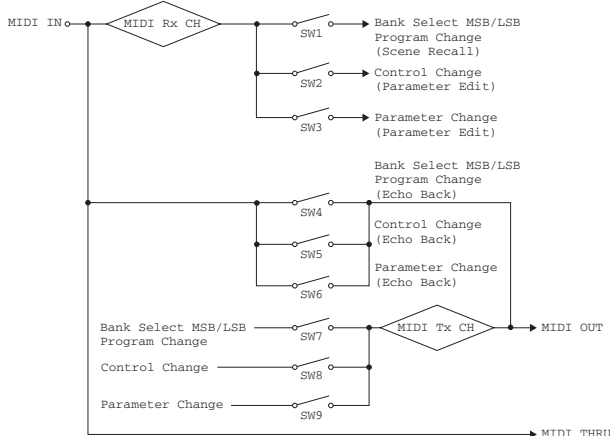 MIDI IN
MIDI Rx CH
SW1
Bank Select MSB/LSB
Program Change
(Scene Recall)
SW2
Control Change
(Parameter Edit)
SW3
Parameter Change
(Parameter Edit)
Bank Select MSB/LSB
Program Change
(Echo Back)
SW4
Control Change
(Echo Back)
SW5
Parameter Change
(Echo Back)
SW6
Bank Select MSB/LSB
Program Change
SW7
MIDI Tx CH
MIDI OUT
Control Change
SW8
Parameter Change
SW9
MIDI THRU